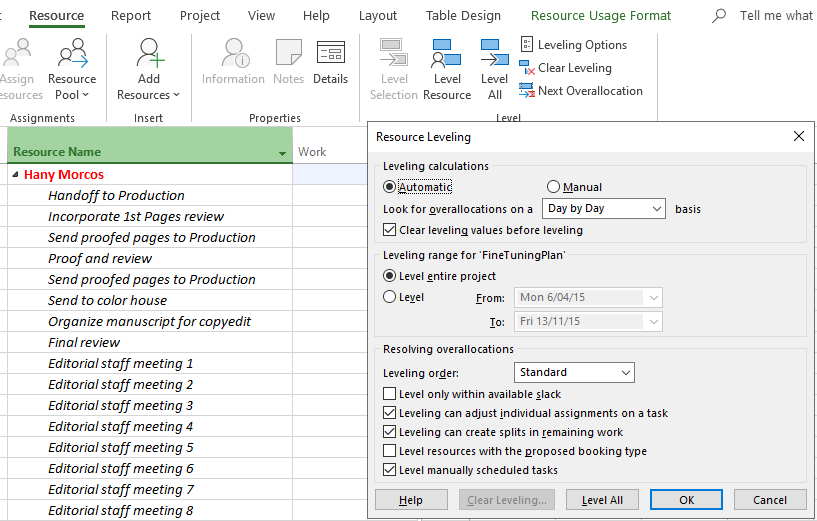 Resource Report Project View Help Layout Table Design Resource Usage Format Tell me what
Assign Resource Add Information Notes Details Level Level Level Leveling Options
esources Pool Resources Selection Resource All Clear Leveling
Next Overallocation
Assignments Insert Properties Level
Resource Name Work
Hany Morcos
Handoff to Production
Incorporate 1st Pages review
Send proofed pages to Production
Proof and review
Send proofed pages to Production
Send to color house
Organize manuscript for copyedit
Final review
Editorial staff meeting 1
Editorial staff meeting 2
Editorial staff meeting 3
Editorial staff meeting 4
Editorial staff meeting 5
Editorial staff meeting 6
Editorial staff meeting 7
Editorial staff meeting 8
Resource Leveling
Leveling calculations
Automatic Manual
Look for overallocations on a Day by Day basis
Clear leveling values before leveling
Leveling range for 'FineTuningPlan'
Level entire project
Level From: Mon 6/04/15
To: Fri 13/11/15
Resolving overallocations
Leveling order: Standard
Level only within available slack
Leveling can adjust individual assignments on a task
Leveling can create splits in remaining work
Level resources with the proposed booking type
Level manually scheduled tasks
Help Clear Leveling... Level All OK Cancel